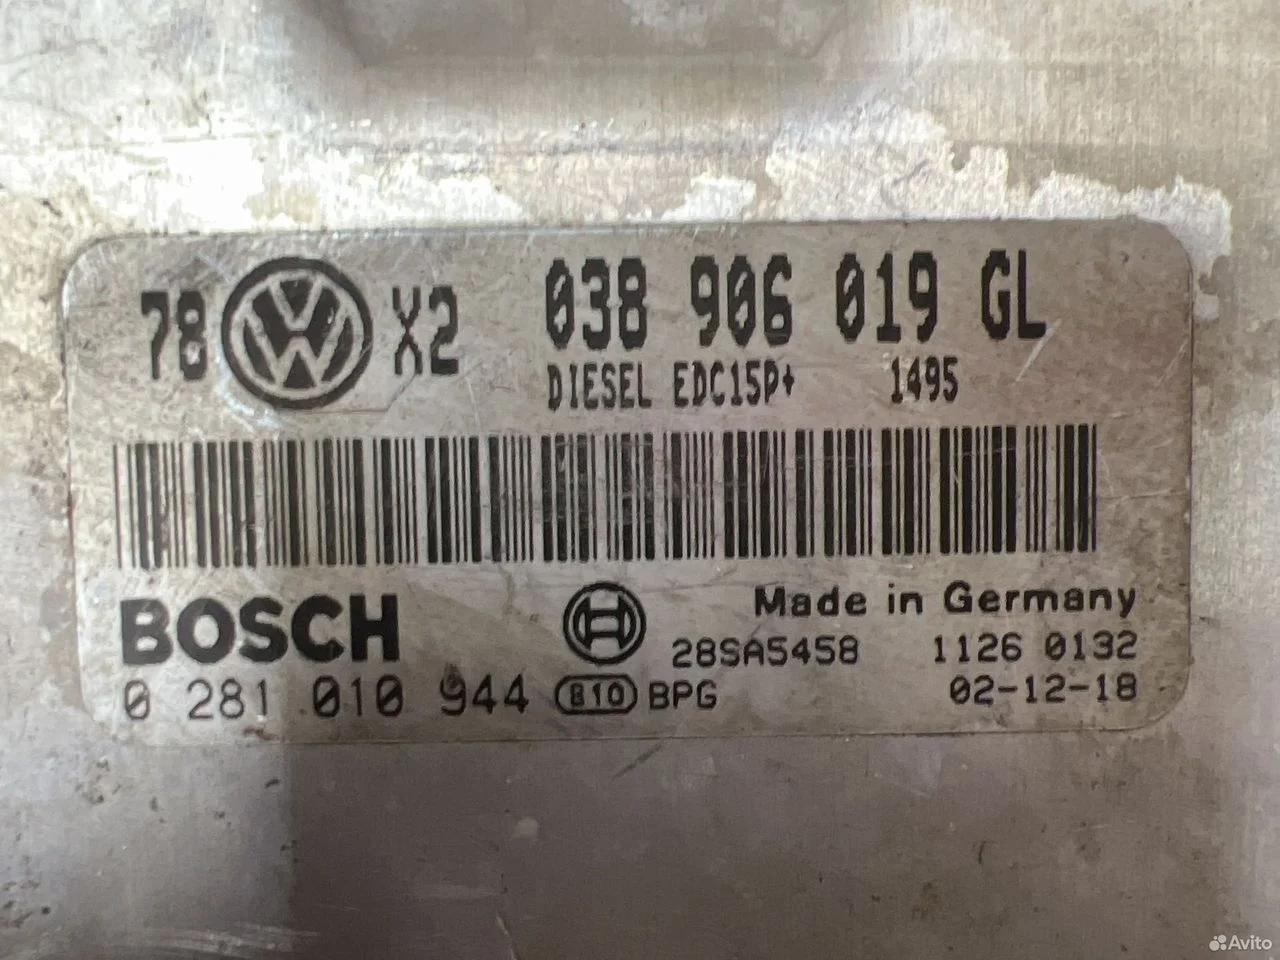 78 X2 038 906 019 GL
DIESEL EDC15P+ 1495
BOSCH
Made in Germany
28SA5458 1126 0132
0 281 010 944 810 BPG 02-12-18
Avito